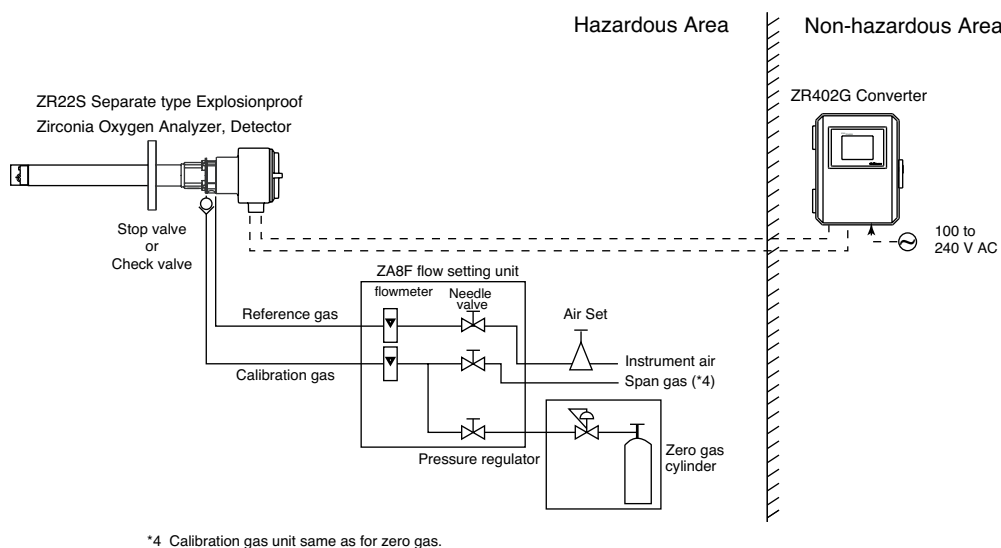 Hazardous Area
Non-hazardous Area
ZR22S Separate type Explosionproof
Zirconia Oxygen Analyzer, Detector
ZR402G Converter
Stop valve
or
Check valve
100 to
240 V AC
ZA8F flow setting unit
flowmeter
Needle
valve
Air Set
Reference gas
Instrument air
Calibration gas
Span gas (*4)
Pressure regulator
Zero gas
cylinder
*4 Calibration gas unit same as for zero gas.